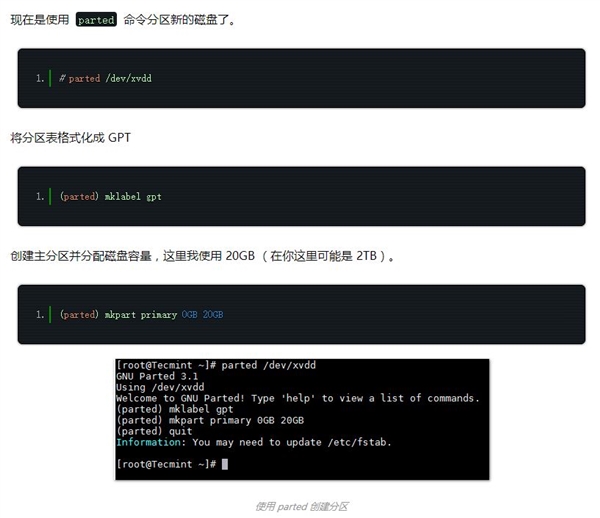 现在是使用 parted 命令分区新的磁盘了。
1. # parted /dev/xvdd
将分区表格式化成 GPT
1. (parted) mklabel gpt
创建主分区并分配磁盘容量，这里我使用 20GB （在你这里可能是 2TB）。
1. (parted) mkpart primary 0GB 20GB
[root@Tecmint ~]# parted /dev/xvdd
GNU Parted 3.1
Using /dev/xvdd
Welcome to GNU Parted! Type 'help' to view a list of commands.
(parted) mklabel gpt
(parted) mkpart primary 0GB 20GB
(parted) quit
Information: You may need to update /etc/fstab.
[root@Tecmint ~]#
使用 parted 创建分区